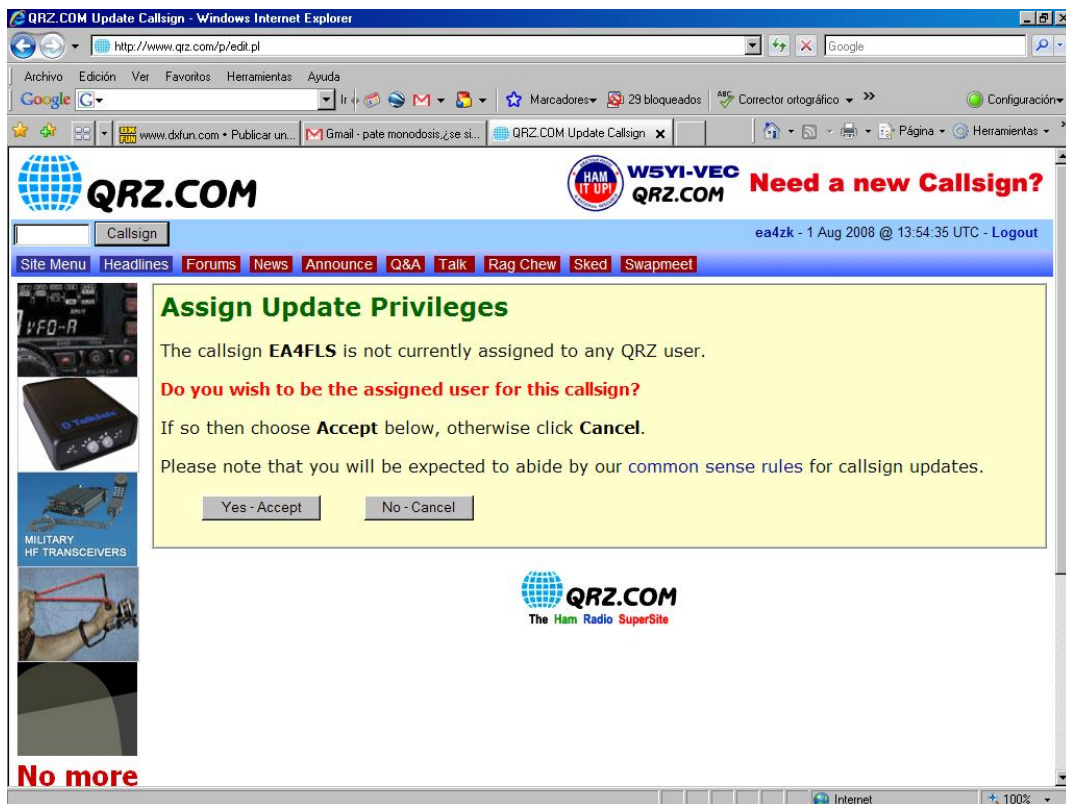 QRZ.COM Update Callsign - Windows Internet Explorer
http://www.qrz.com/p/edit.pl
Google
Archivo Edición Ver Favoritos Herramientas Ayuda
Google G Ir Marcadores 29 bloqueados ABC Corrector ortográfico >> Configuración
DX FUN www.dxfun.com • Publicar un... Gmail - pate monodosis,¿se si... QRZ.COM Update Callsign x Página Herramientas
QRZ.COM
HAM IT UP! W5YI-VEC
QRZ.COM
Need a new Callsign?
Callsign
ea4zk - 1 Aug 2008 @ 13:54:35 UTC - Logout
Site Menu Headlines Forums News Announce Q&A Talk Rag Chew Sked Swapmeet
VFO-A
Assign Update Privileges
The callsign EA4FLS is not currently assigned to any QRZ user.
Do you wish to be the assigned user for this callsign?
If so then choose Accept below, otherwise click Cancel.
Please note that you will be expected to abide by our common sense rules for callsign updates.
Yes - Accept No - Cancel
MILITARY
HF TRANSCEIVERS
QRZ.COM
The Ham Radio SuperSite
No more
Internet 100%